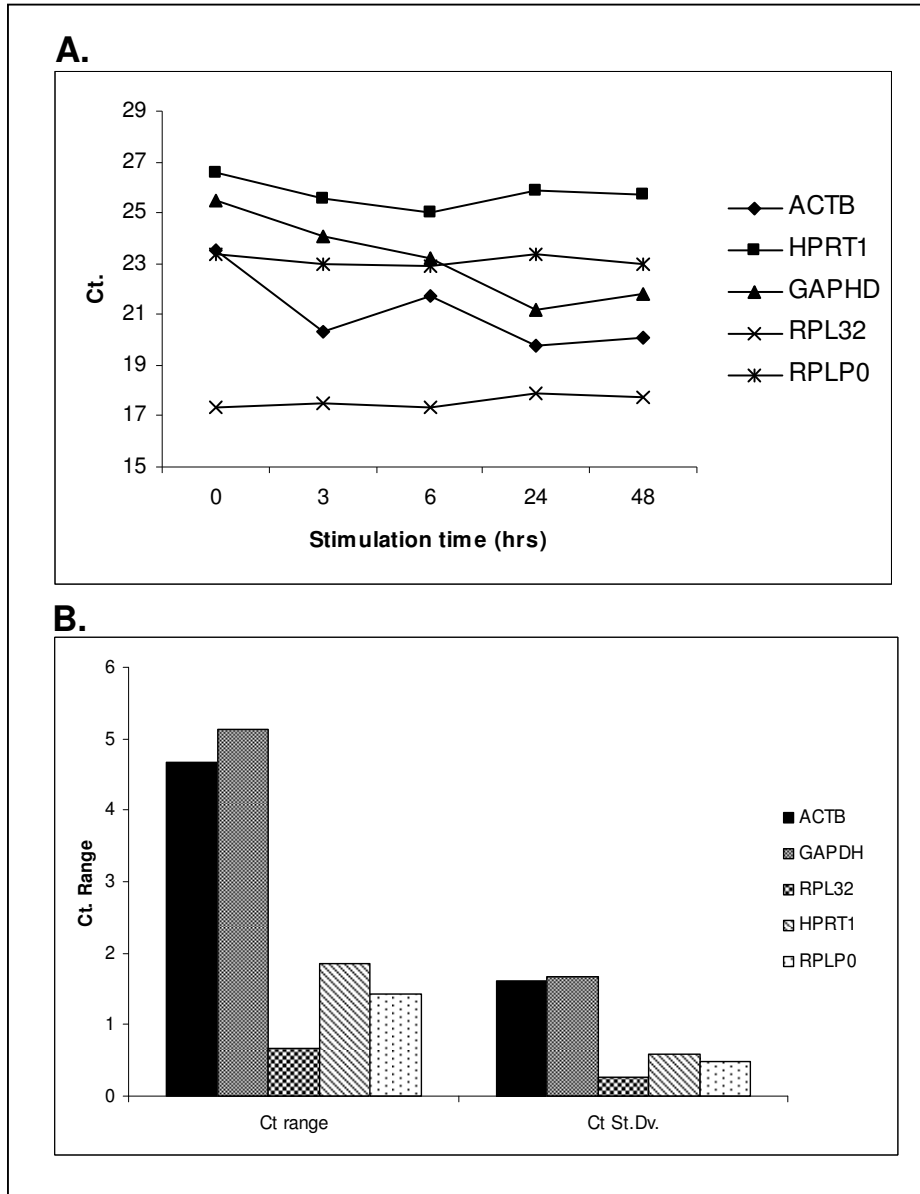 A.
29
27
25
23
21
19
17
15
Ct.
0 3 6 24 48
Stimulation time (hrs)
ACTB
HPRT1
GAPHD
RPL32
RPLP0
B.
6
5
4
3
2
1
0
Ct. Range
Ct range Ct St.Dv.
ACTB
GAPDH
RPL32
HPRT1
RPLP0